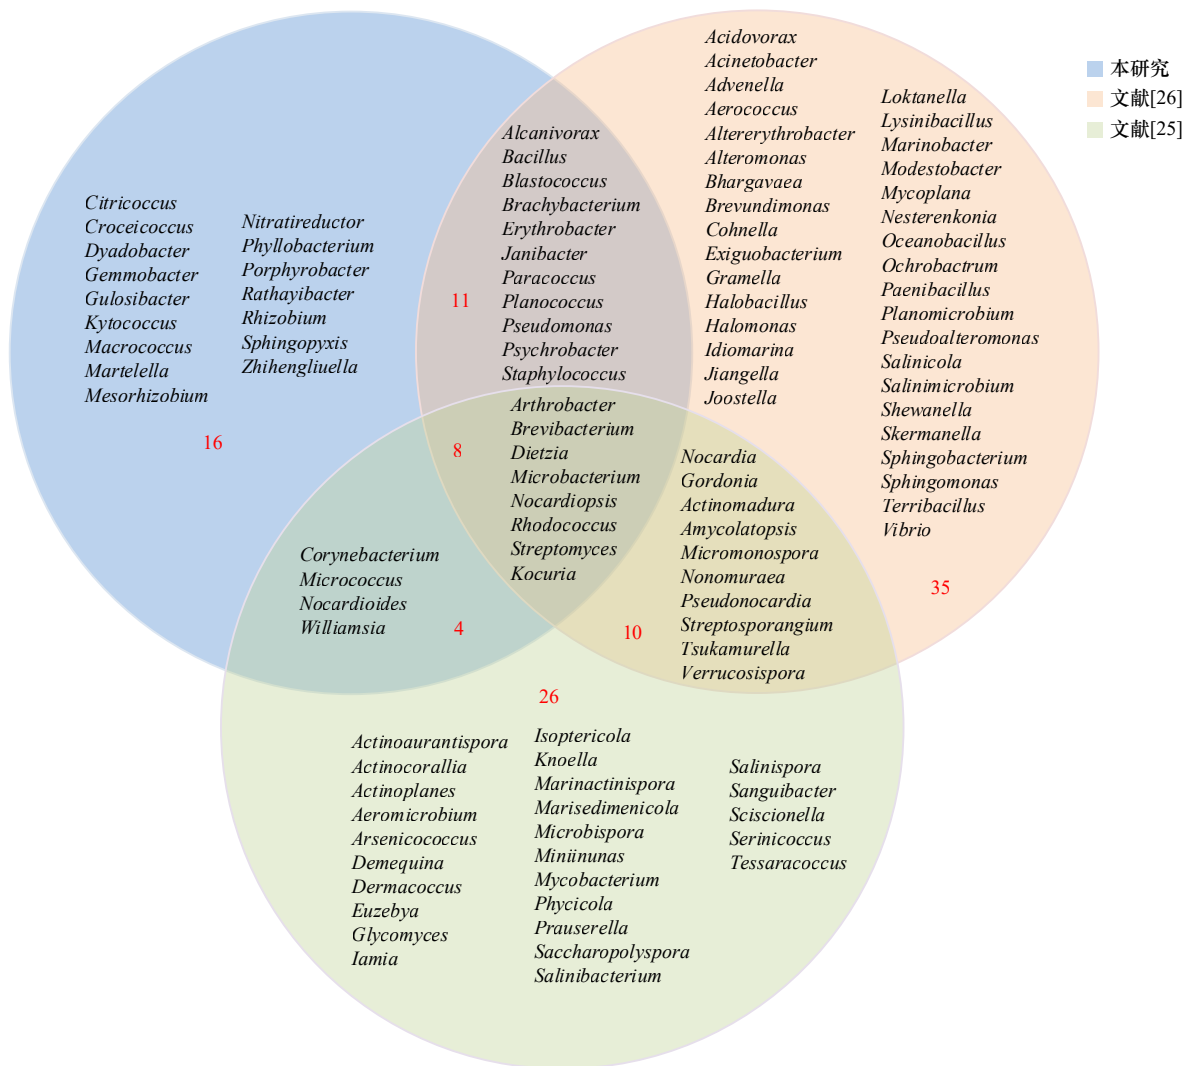 本研究
文献[26]
文献[25]
Citricoccus
Croceicoccus
Dyadobacter
Gemmobacter
Gulosibacter
Kytococcus
Macrococcus
Martelella
Mesorhizobium
Nitratireductor
Phyllobacterium
Porphyrobacter
Rathayibacter
Rhizobium
Sphingopyxis
Zhihengliuella
16
Alcanivorax
Bacillus
Blastococcus
Brachybacterium
Erythrobacter
Janibacter
Paracoccus
Planococcus
Pseudomonas
Psychrobacter
Staphylococcus
11
Acidovorax
Acinetobacter
Advenella
Aerococcus
Altererythrobacter
Alteromonas
Bhargavaea
Brevundimonas
Cohnella
Exiguobacterium
Gramella
Halobacillus
Halomonas
Idiomarina
Jiangella
Joostella
Loktanella
Lysinibacillus
Marinobacter
Modestobacter
Mycoplana
Nesterenkonia
Oceanobacillus
Ochrobactrum
Paenibacillus
Planomicrobium
Pseudoalteromonas
Salinicola
Salinimicrobium
Shewanella
Skermanella
Sphingobacterium
Sphingomonas
Terribacillus
Vibrio
35
Arthrobacter
Brevibacterium
Dietzia
Microbacterium
Nocardiopsis
Rhodococcus
Streptomyces
Kocuria
8
Corynebacterium
Micrococcus
Nocardioides
Williamsia
4
Nocardia
Gordonia
Actinomadura
Amycolatopsis
Micromonospora
Nonomuraea
Pseudonocardia
Streptosporangium
Tsukamurella
Verrucosispora
10
26
Actinoaurantispora
Actinocorallia
Actinoplanes
Aeromicrobium
Arsenicococcus
Demequina
Dermacoccus
Euzebya
Glycomyces
Iamia
Isoptericola
Knoella
Marinactinispora
Marisedimenicola
Microbispora
Miniinunas
Mycobacterium
Phycicola
Prauserella
Saccharopolyspora
Salinibacterium
Salinispora
Sanguibacter
Sciscionella
Serinicoccus
Tessaracoccus